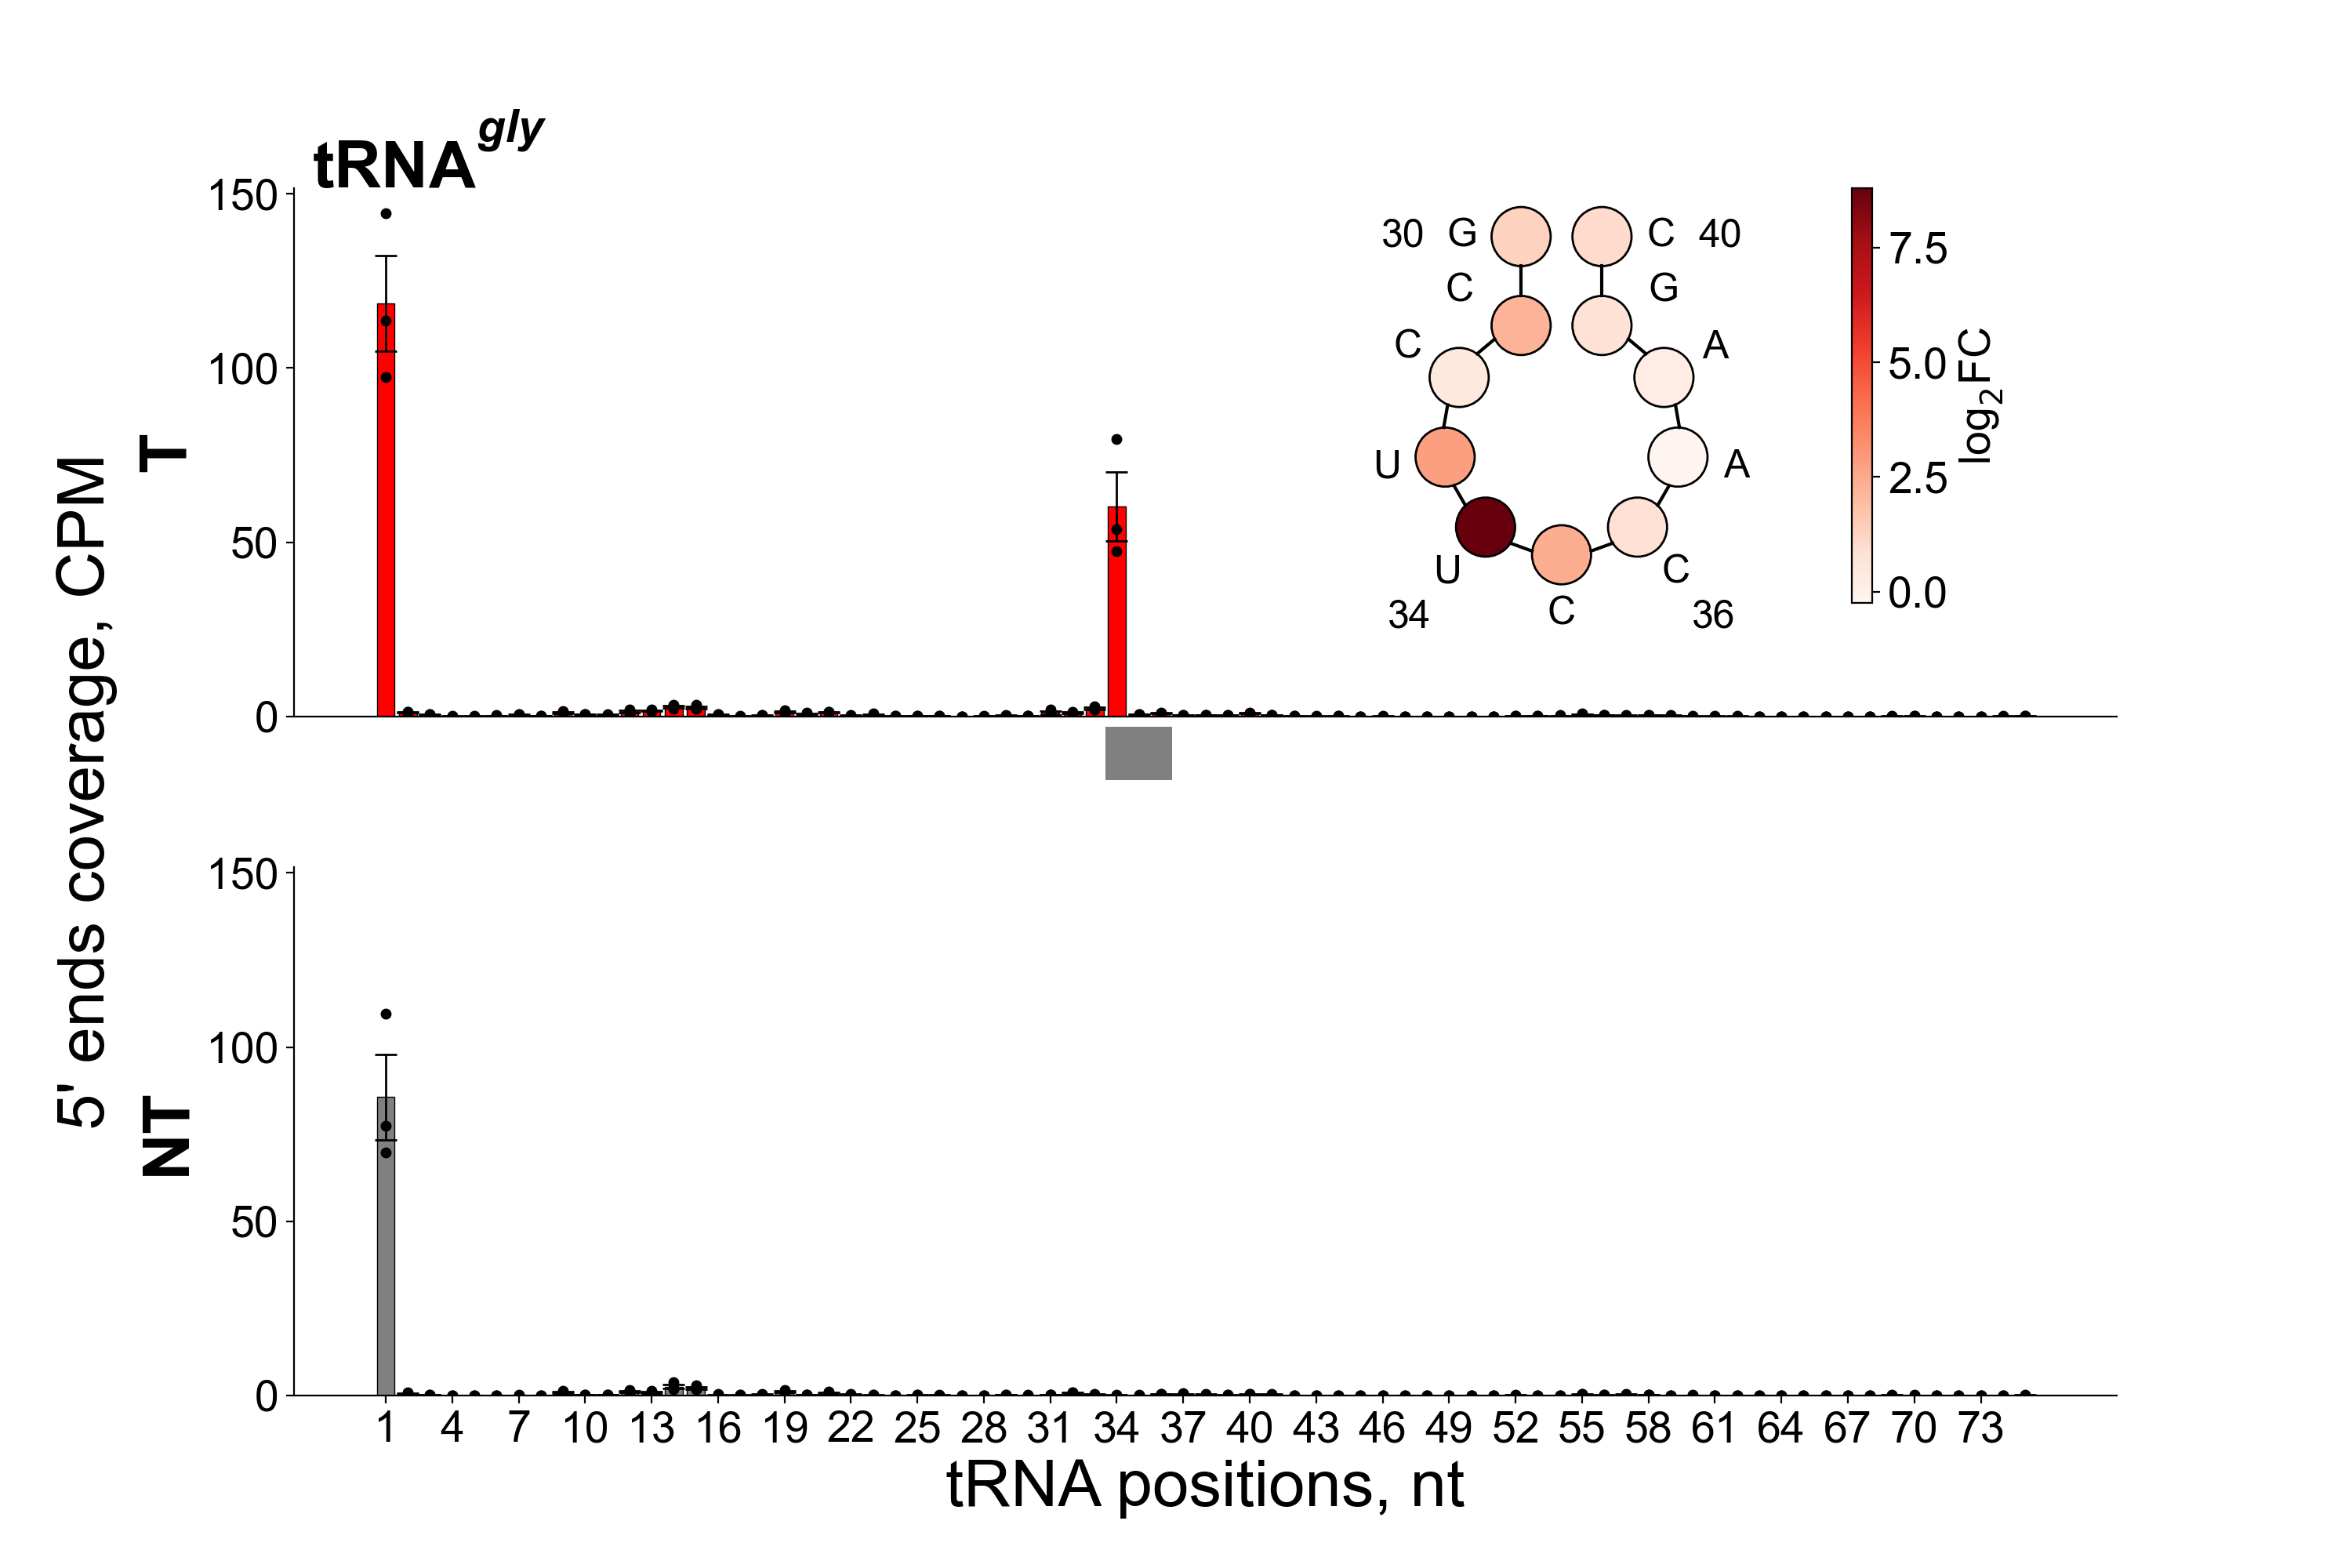 tRNAgly
5' ends coverage, CPM
T
150
100
50
0
30 G C 40
C G
C A
U A
U C
34 C 36
7.5
5.0
2.5
0.0
log2FC
NT
150
100
50
0
1 4 7 10 13 16 19 22 25 28 31 34 37 40 43 46 49 52 55 58 61 64 67 70 73
tRNA positions, nt